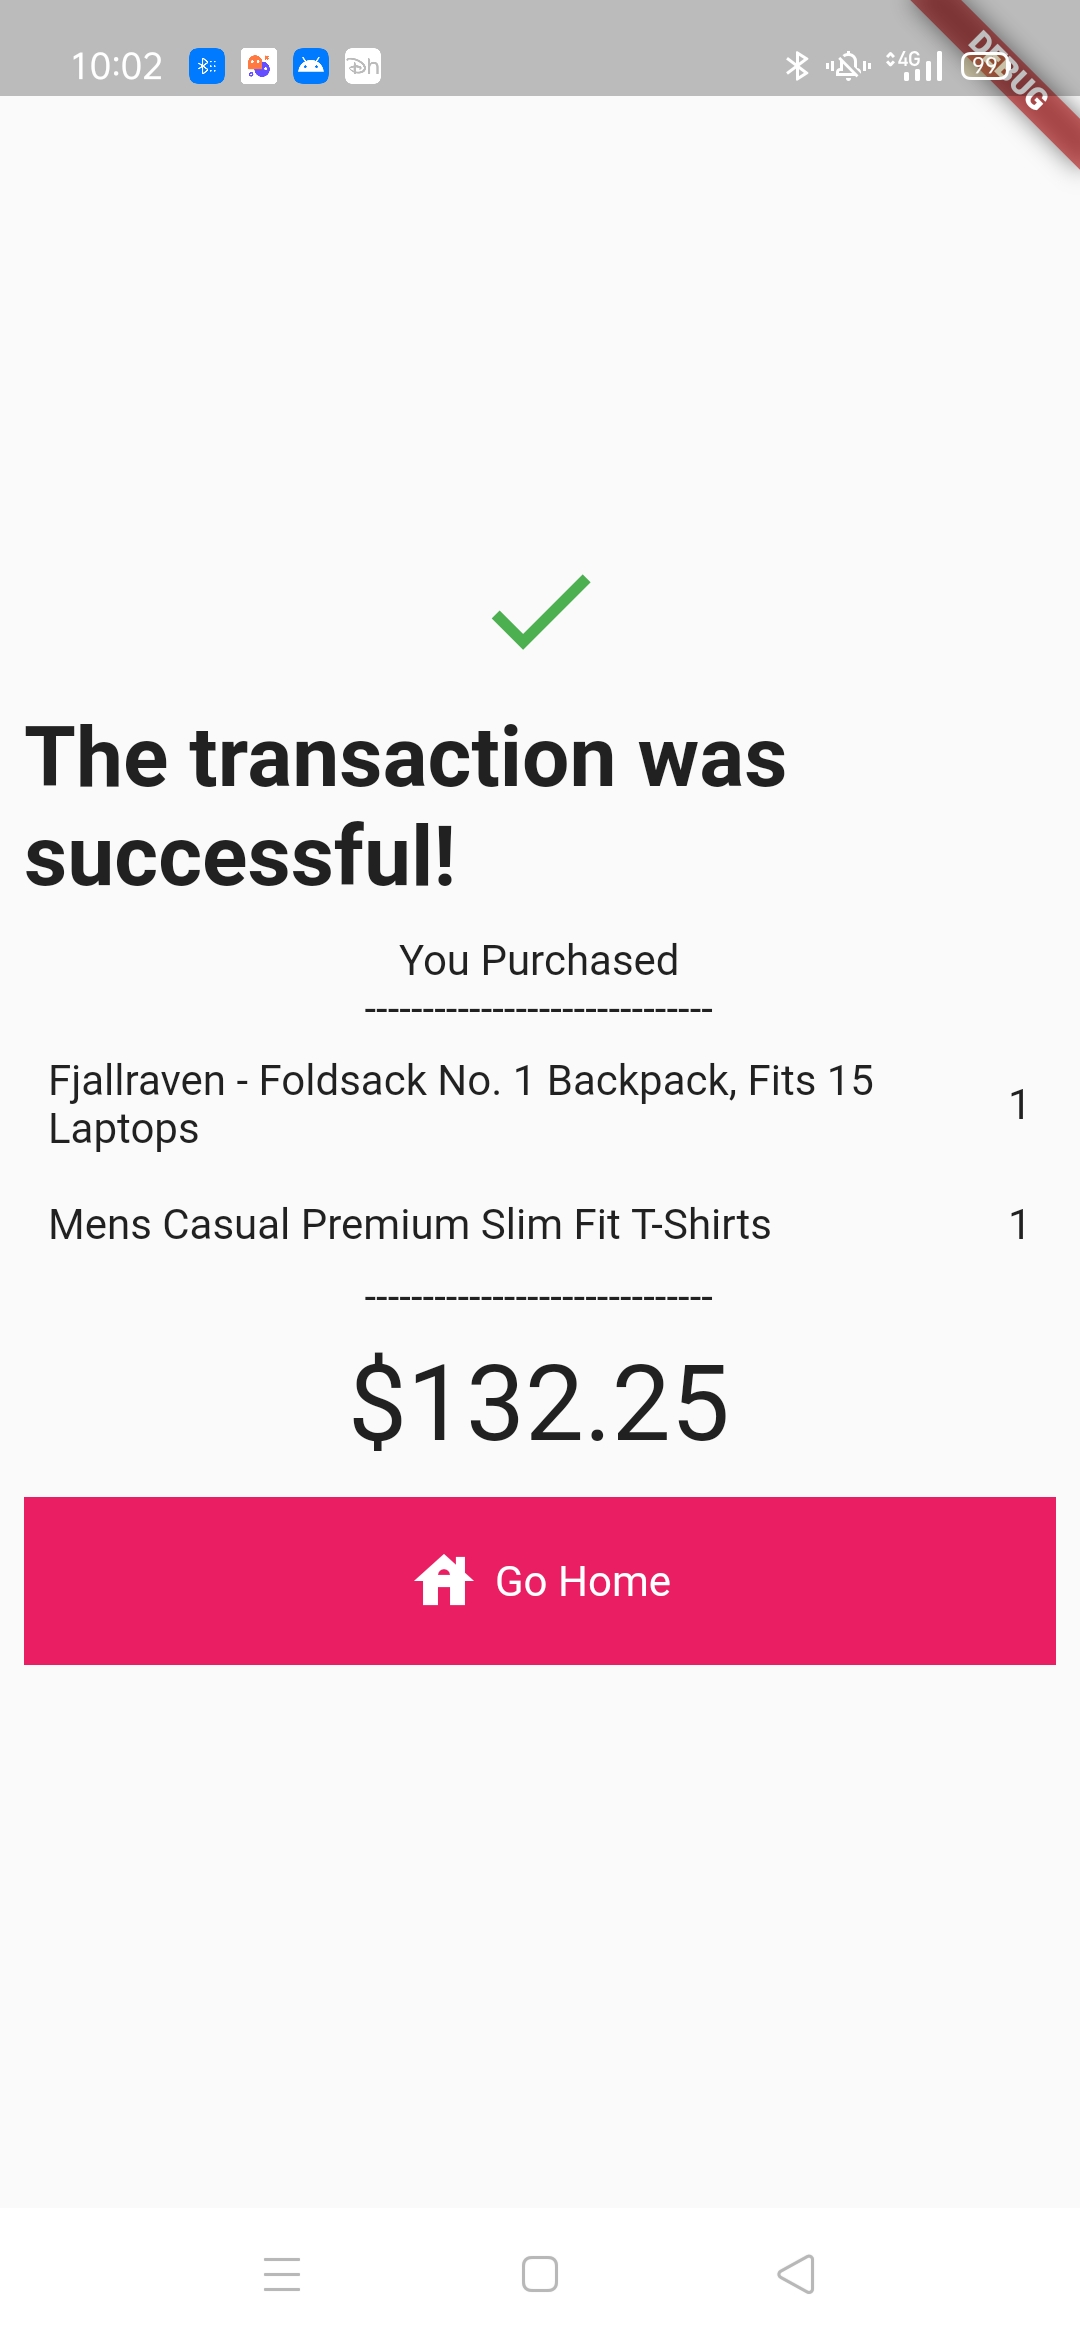 10:02
4G
99
DEBUG
The transaction was
successful!
You Purchased
------------------------------
Fjallraven - Foldsack No. 1 Backpack, Fits 15
Laptops
1
Mens Casual Premium Slim Fit T-Shirts
1
------------------------------
$132.25
Go Home